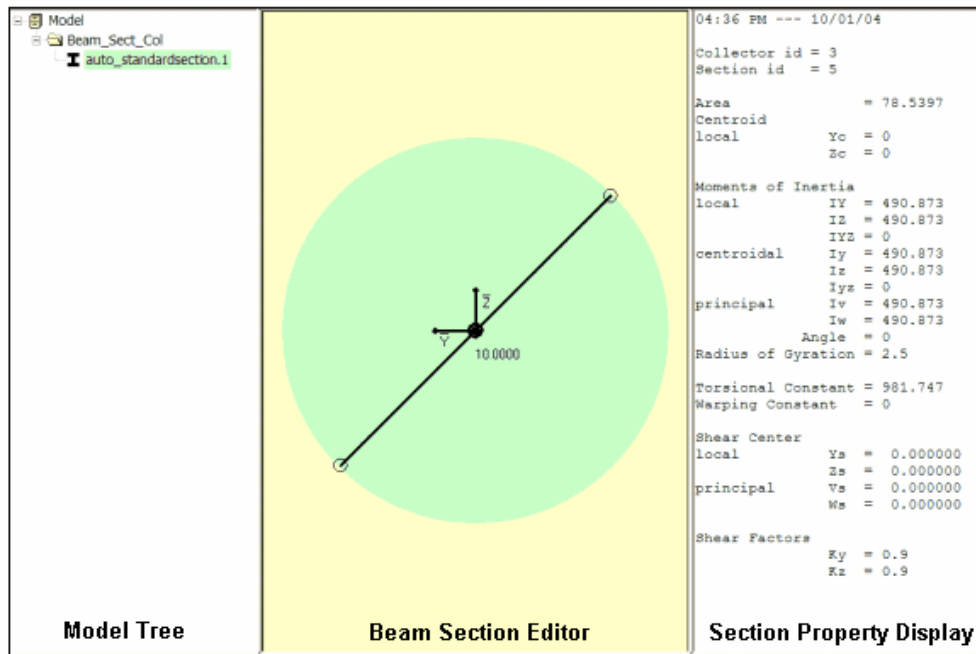 Model
Beam_Sect_Col
auto_standardsection.1
Model Tree
Z
Y
10.0000
Beam Section Editor
04:36 PM --- 10/01/04
Collector id = 3
Section id = 5
Area = 78.5397
Centroid
local Yc = 0
Zc = 0
Moments of Inertia
local IY = 490.873
IZ = 490.873
IYZ = 0
centroidal Iy = 490.873
Iz = 490.873
Iyz = 0
principal Iv = 490.873
Iw = 490.873
Angle = 0
Radius of Gyration = 2.5
Torsional Constant = 981.747
Warping Constant = 0
Shear Center
local Ys = 0.000000
Zs = 0.000000
principal Vs = 0.000000
Ws = 0.000000
Shear Factors
Ky = 0.9
Kz = 0.9
Section Property Display